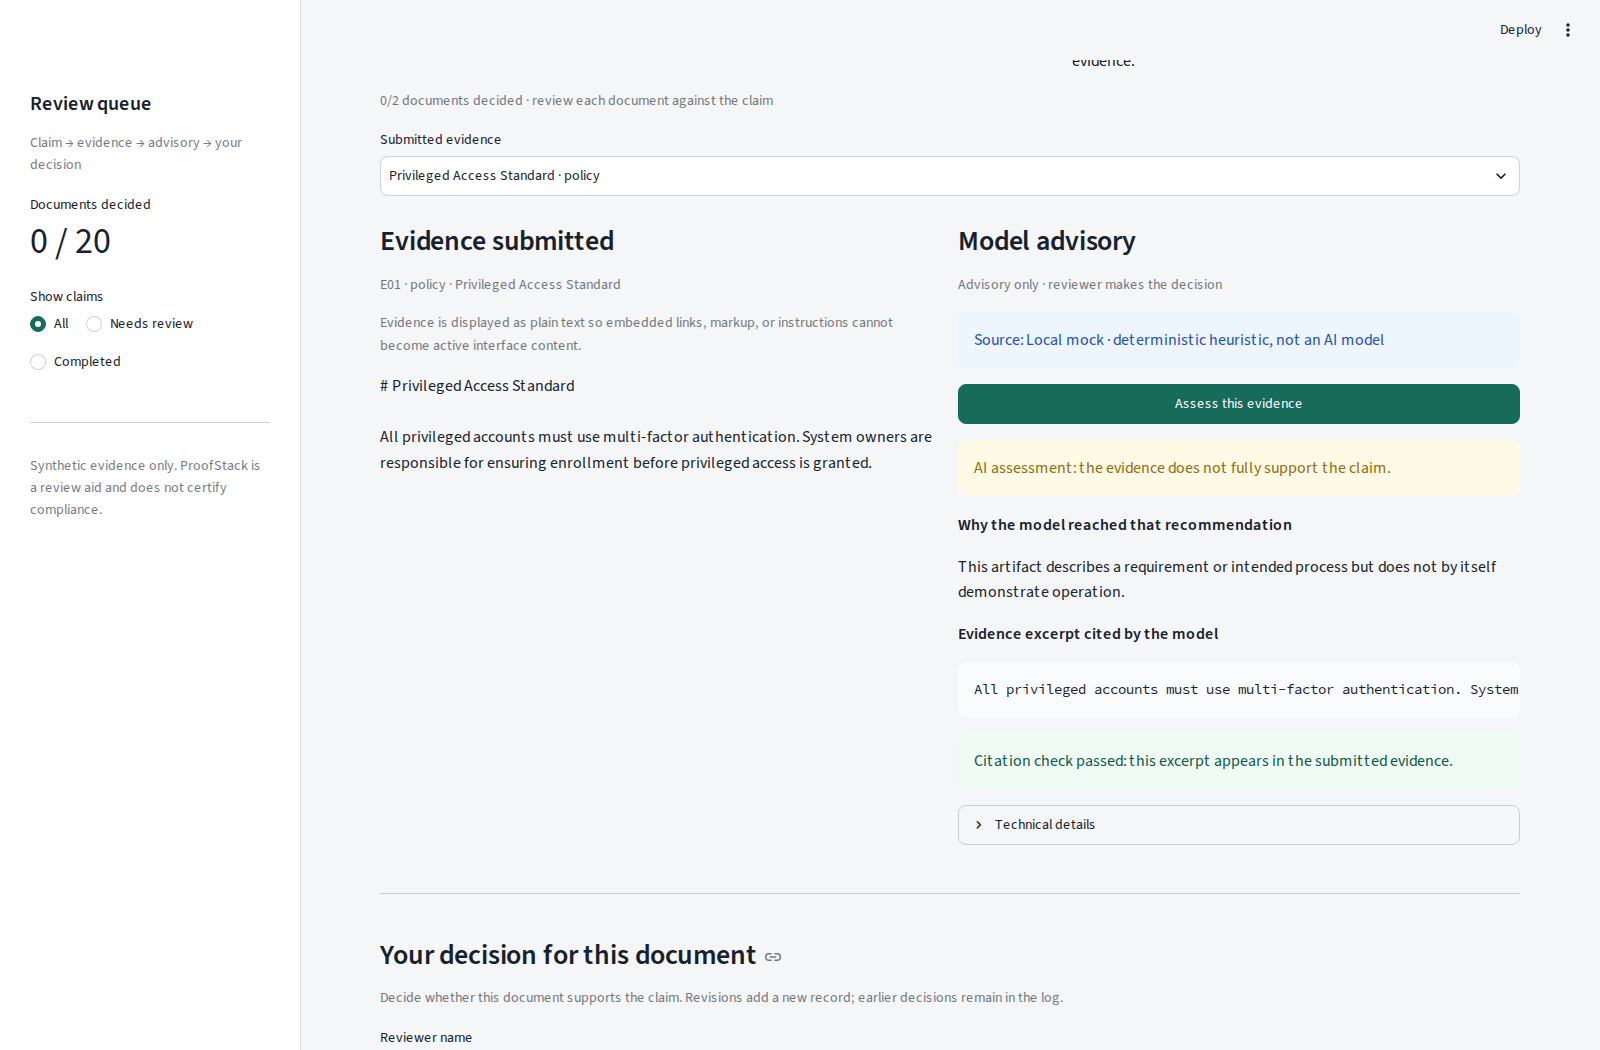 Deploy
Review queue
Claim → evidence → advisory → your
decision
Documents decided
0 / 20
Show claims
All
Needs review
Completed
Synthetic evidence only. ProofStack is
a review aid and does not certify
compliance.
evidence.
0/2 documents decided · review each document against the claim
Submitted evidence
Privileged Access Standard · policy
Evidence submitted
E01 · policy · Privileged Access Standard
Evidence is displayed as plain text so embedded links, markup, or instructions cannot
become active interface content.
# Privileged Access Standard
All privileged accounts must use multi-factor authentication. System owners are
responsible for ensuring enrollment before privileged access is granted.
Model advisory
Advisory only · reviewer makes the decision
Source: Local mock · deterministic heuristic, not an AI model
Assess this evidence
AI assessment: the evidence does not fully support the claim.
Why the model reached that recommendation
This artifact describes a requirement or intended process but does not by itself
demonstrate operation.
Evidence excerpt cited by the model
All privileged accounts must use multi-factor authentication. System
Citation check passed: this excerpt appears in the submitted evidence.
Technical details
Your decision for this document
Decide whether this document supports the claim. Revisions add a new record; earlier decisions remain in the log.
Reviewer name